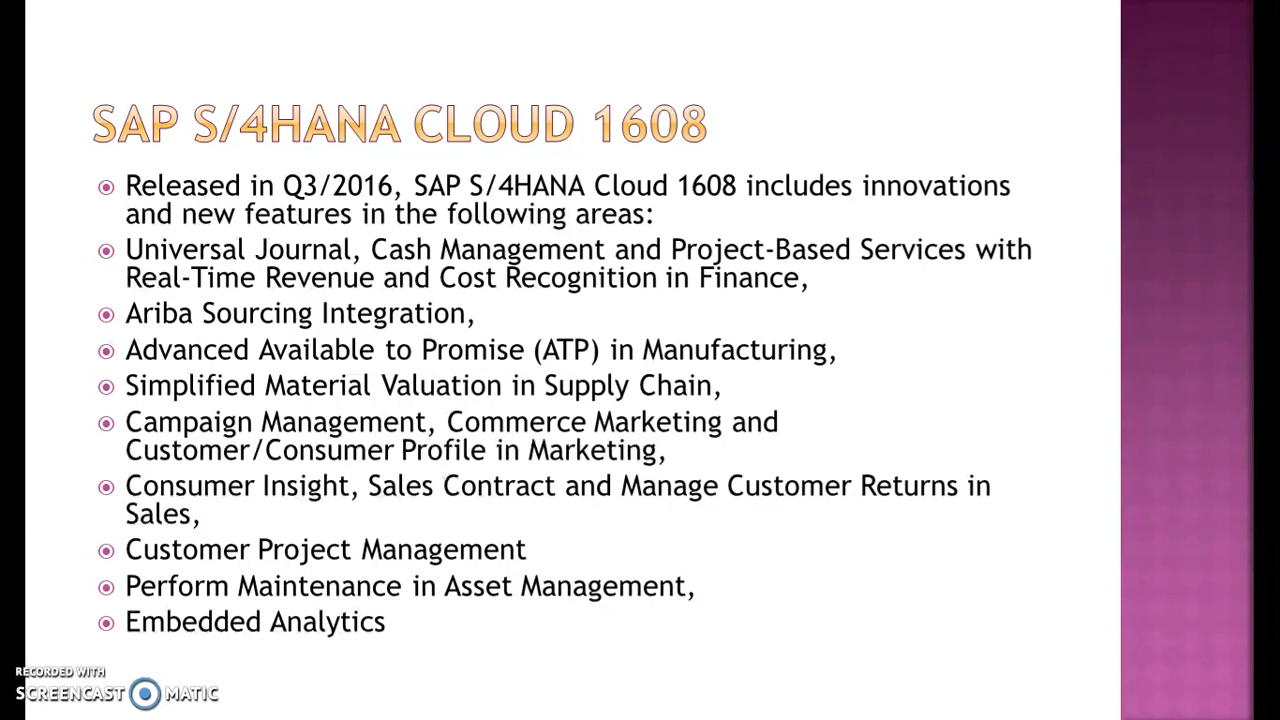 SAP S/4HANA CLOUD 1608
Released in Q3/2016, SAP S/4HANA Cloud 1608 includes innovations
and new features in the following areas:
Universal Journal, Cash Management and Project-Based Services with
Real-Time Revenue and Cost Recognition in Finance,
Ariba Sourcing Integration,
Advanced Available to Promise (ATP) in Manufacturing,
Simplified Material Valuation in Supply Chain,
Campaign Management, Commerce Marketing and
Customer/Consumer Profile in Marketing,
Consumer Insight, Sales Contract and Manage Customer Returns in
Sales,
Customer Project Management
Perform Maintenance in Asset Management,
Embedded Analytics
RECORDED WITH
SCREENCAST MATIC